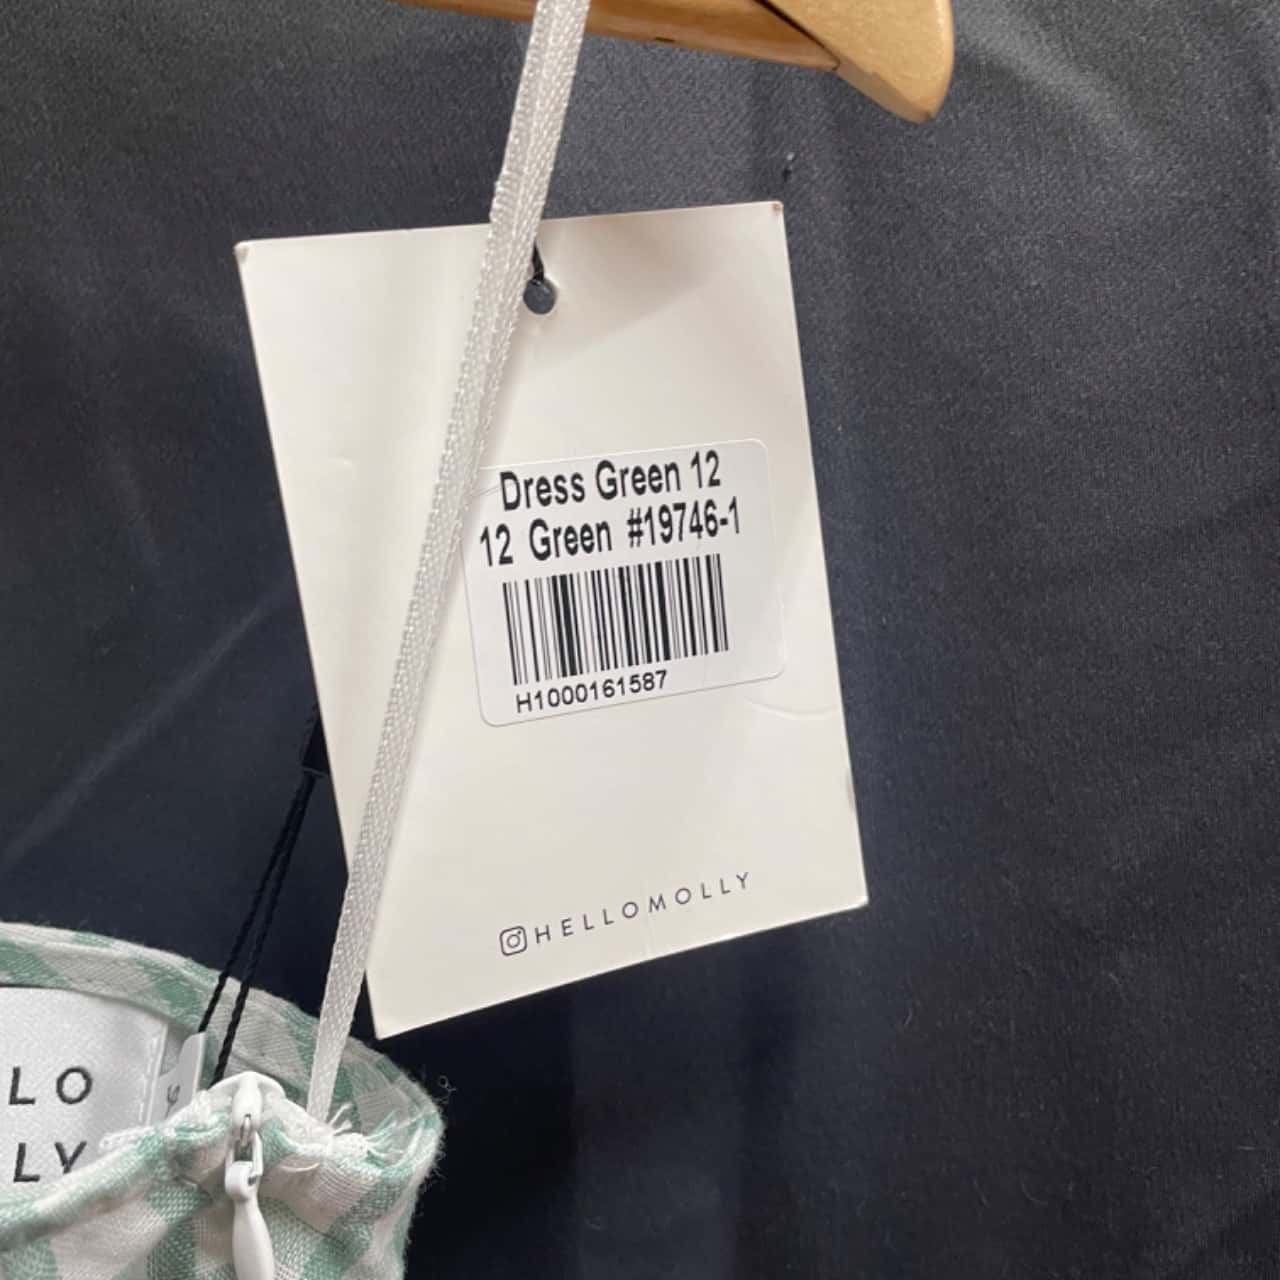 Dress Green 12
12 Green #19746-1
H1000161587
HELLOMOLLY
LO
LY